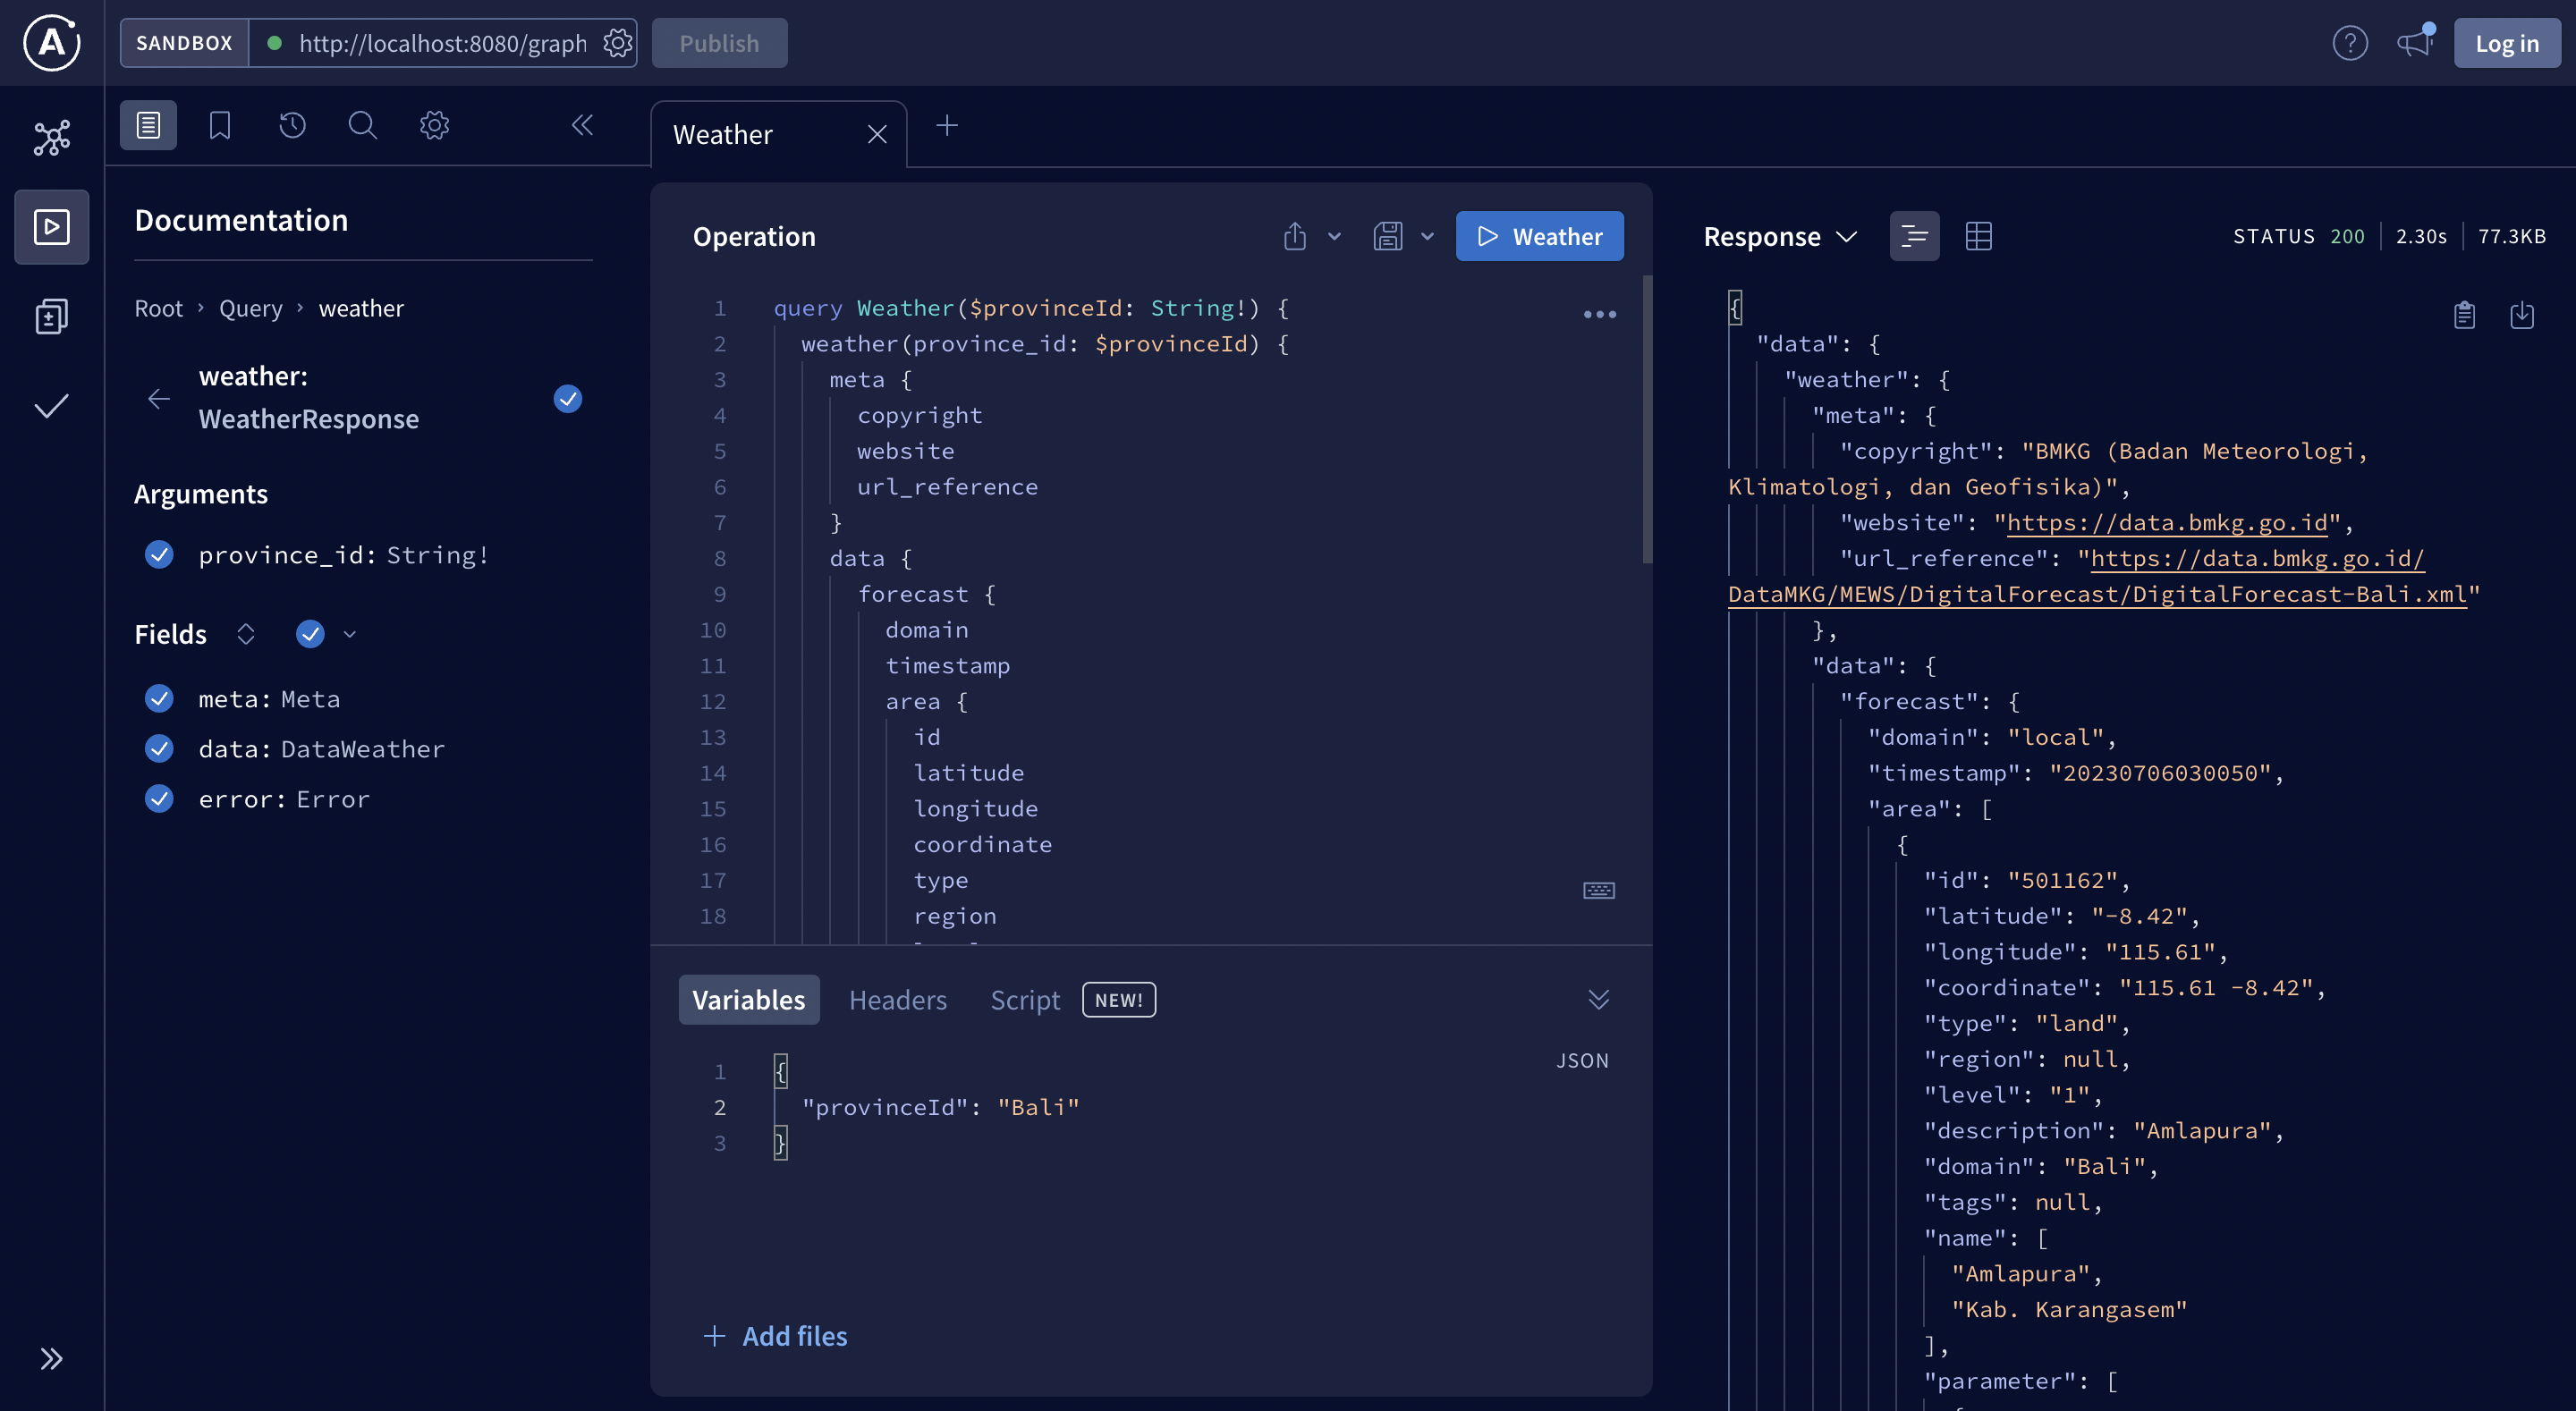 SANDBOX
http://localhost:8080/graph
Publish
Log in
Weather
Documentation
Root › Query › weather
weather:
WeatherResponse
Arguments
province_id: String!
Fields
meta: Meta
data: DataWeather
error: Error
Operation
Weather
1 query Weather($provinceId: String!) {
2 weather(province_id: $provinceId) {
3 meta {
4 copyright
5 website
6 url_reference
7 }
8 data {
9 forecast {
10 domain
11 timestamp
12 area {
13 id
14 latitude
15 longitude
16 coordinate
17 type
18 region
Variables Headers Script NEW!
JSON
1 {
2 "provinceId": "Bali"
3 }
Add files
Response
STATUS 200 2.30s 77.3KB
{
"data": {
"weather": {
"meta": {
"copyright": "BMKG (Badan Meteorologi,
Klimatologi, dan Geofisika)",
"website": "https://data.bmkg.go.id",
"url_reference": "https://data.bmkg.go.id/
DataMKG/MEWS/DigitalForecast/DigitalForecast-Bali.xml"
},
"data": {
"forecast": {
"domain": "local",
"timestamp": "20230706030050",
"area": [
{
"id": "501162",
"latitude": "-8.42",
"longitude": "115.61",
"coordinate": "115.61 -8.42",
"type": "land",
"region": null,
"level": "1",
"description": "Amlapura",
"domain": "Bali",
"tags": null,
"name": [
"Amlapura",
"Kab. Karangasem"
],
"parameter": [